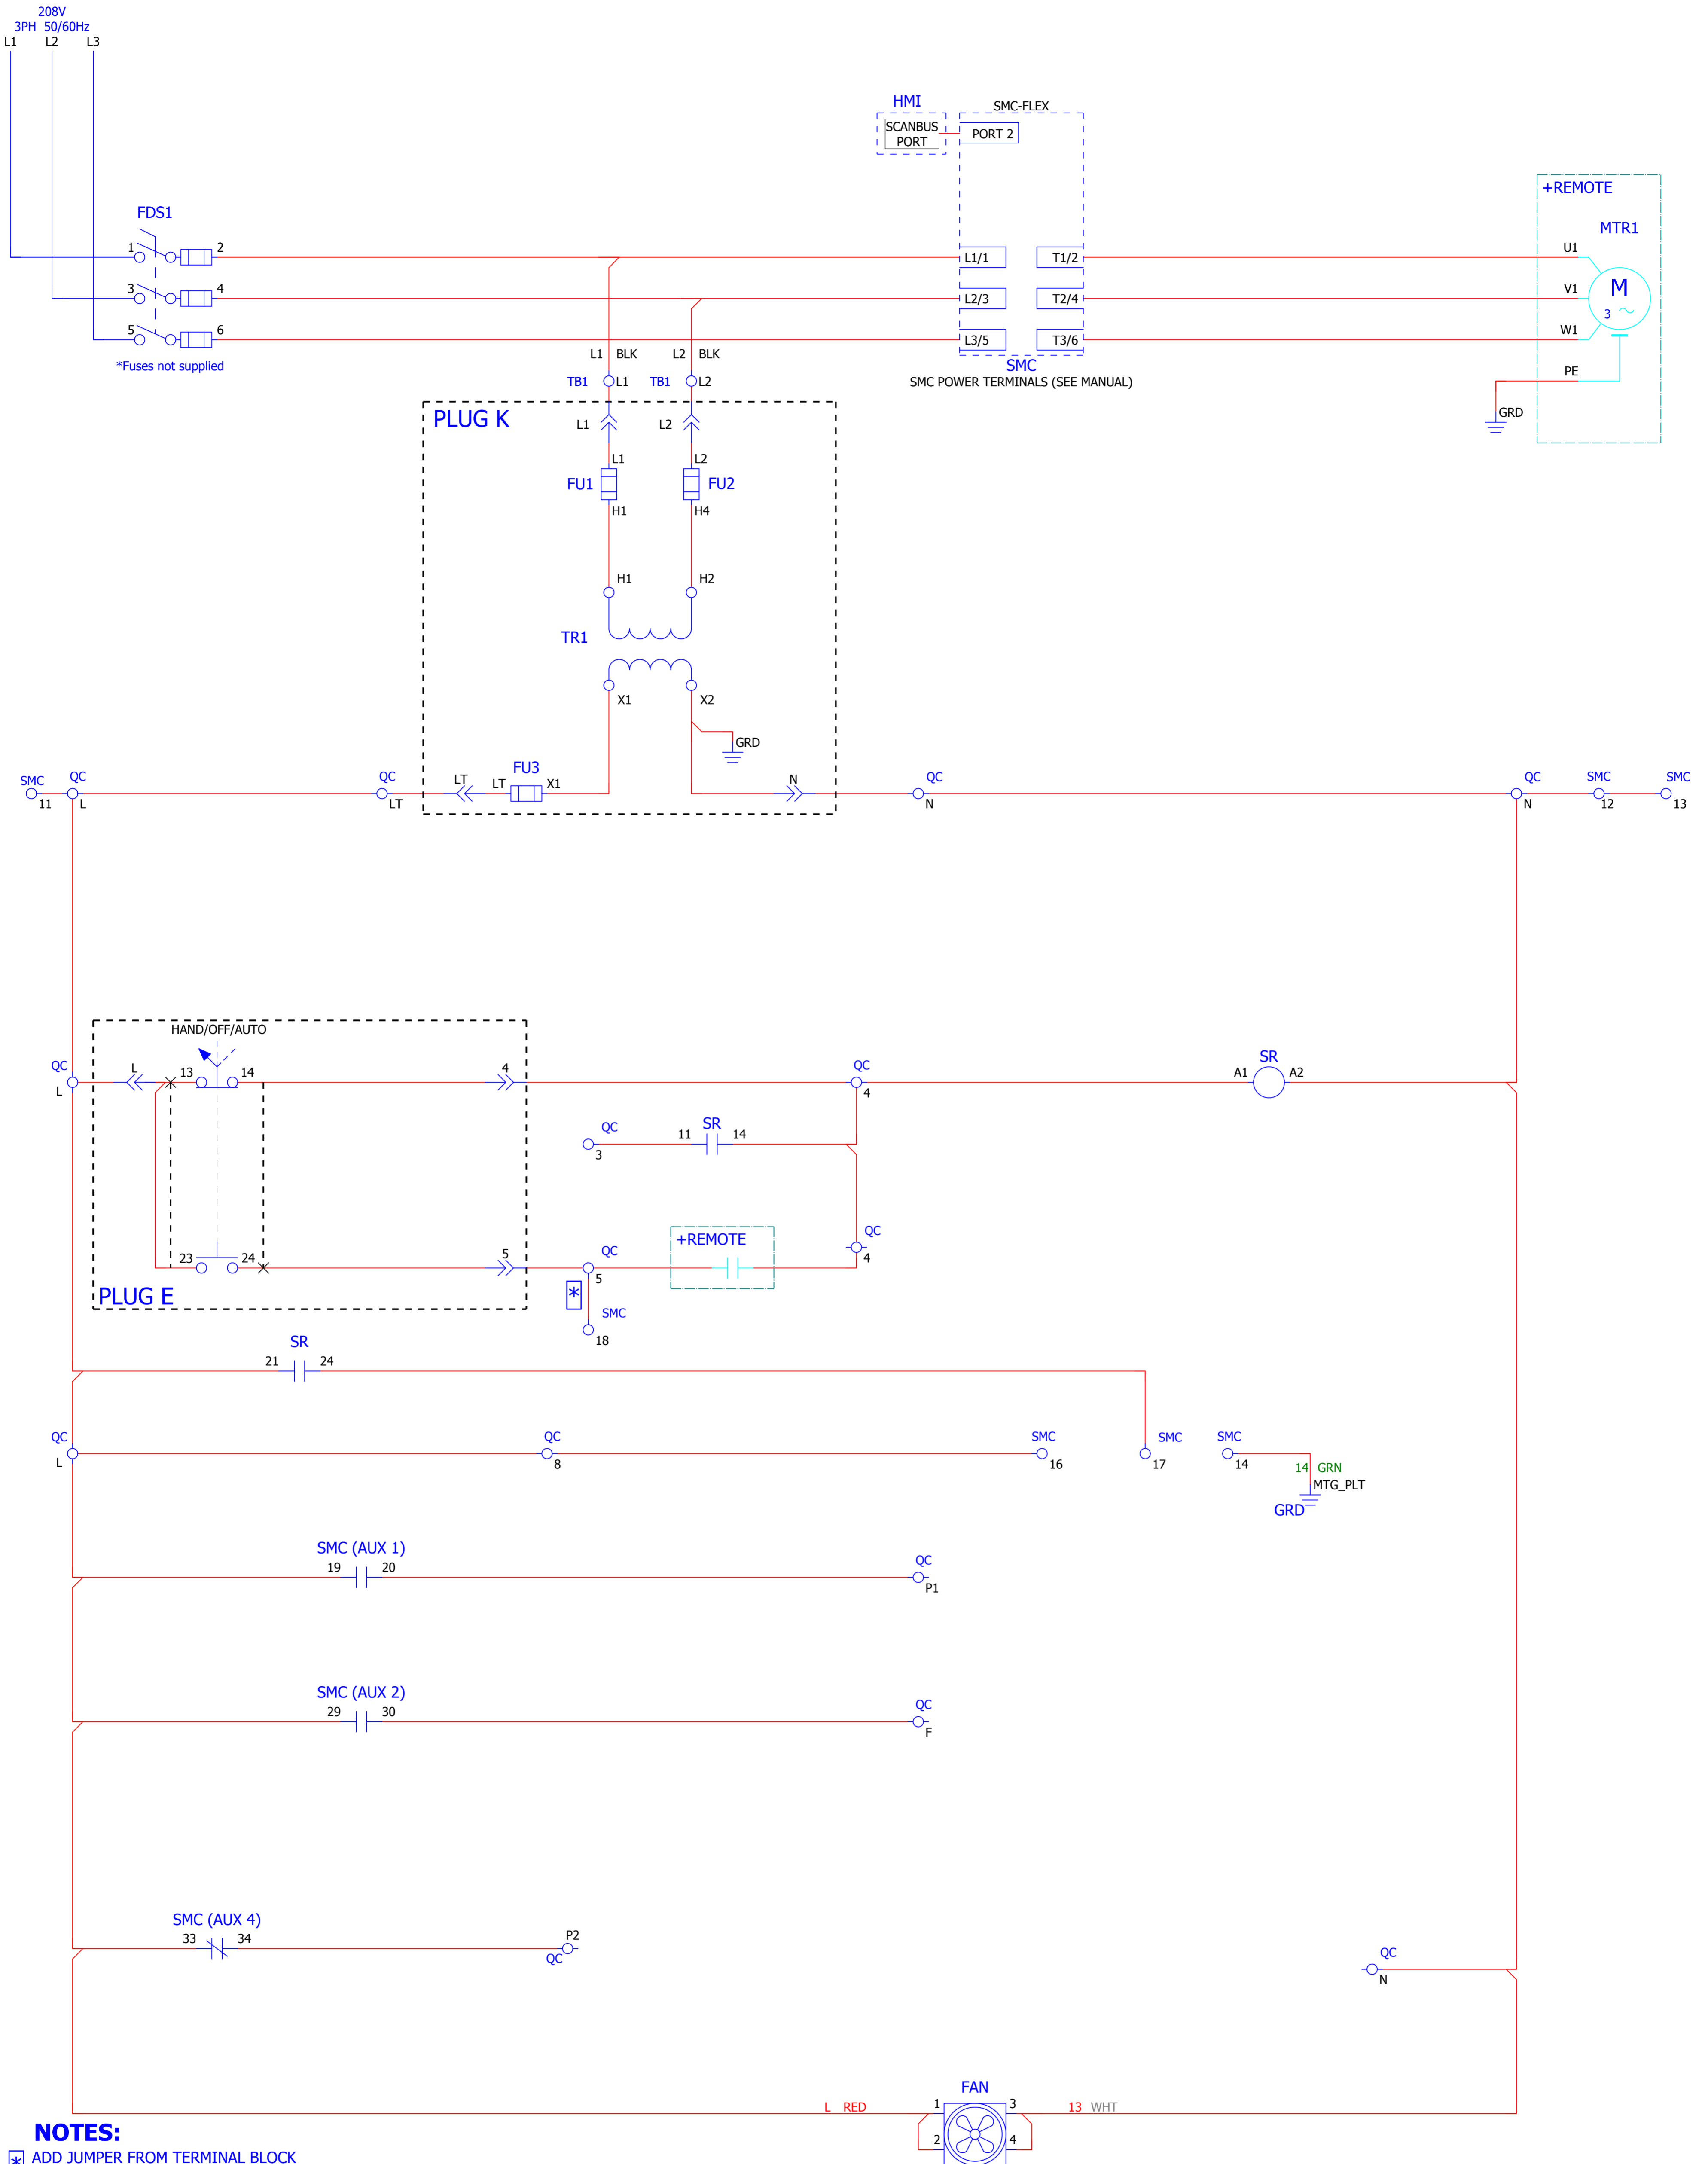 208V
3PH 50/60Hz
L1 L2 L3
HMI
SCANBUS
PORT
SMC-FLEX
PORT 2
+REMOTE
MTR1
FDS1
1 2
L1/1 T1/2
U1
3 4
L2/3 T2/4
V1
M
3
5 6
L3/5 T3/6
W1
*Fuses not supplied
L1 BLK L2 BLK
SMC
SMC POWER TERMINALS (SEE MANUAL)
PE
GRD
TB1 L1 TB1 L2
PLUG K
L1 L2
L1 L2
FU1 FU2
H1 H4
H1 H2
TR1
X1 X2
GRD
SMC QC QC
LT FU3
LT X1
N QC
QC SMC SMC
11 L LT
N
N 12 13
HAND/OFF/AUTO
QC L
13 14
4
QC
SR
A1 A2
L
4
QC
3
SR
11 14
QC
4
+REMOTE
23 24
5
QC
5
PLUG E
*
SMC
18
SR
21 24
QC
L
QC
8
SMC
16
SMC
17
SMC
14
14 GRN
MTG_PLT
GRD
SMC (AUX 1)
19 20
QC
P1
SMC (AUX 2)
29 30
QC
F
SMC (AUX 4)
33 34
P2
QC
QC
N
FAN
L RED 1 3 13 WHT
2 4
NOTES:
* ADD JUMPER FROM TERMINAL BLOCK